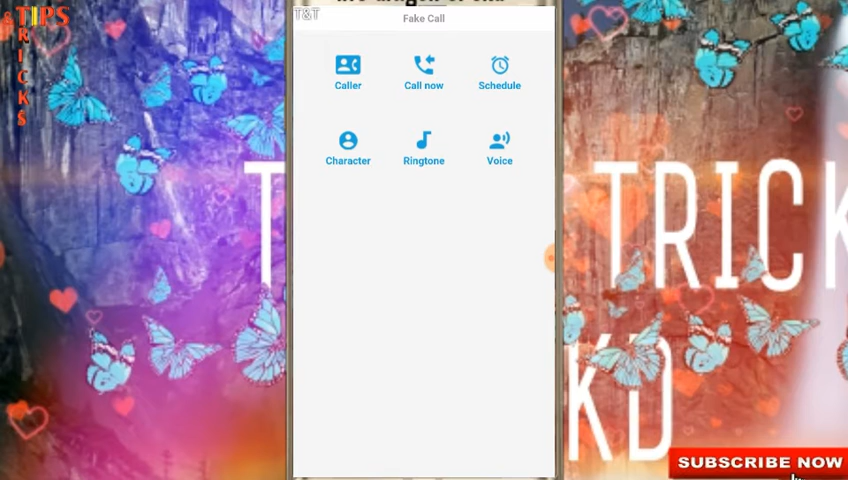 TIPS
&
TRICKS
T&T
Fake Call
Caller
Call now
Schedule
Character
Ringtone
Voice
T
TRICK
KD
SUBSCRIBE NOW